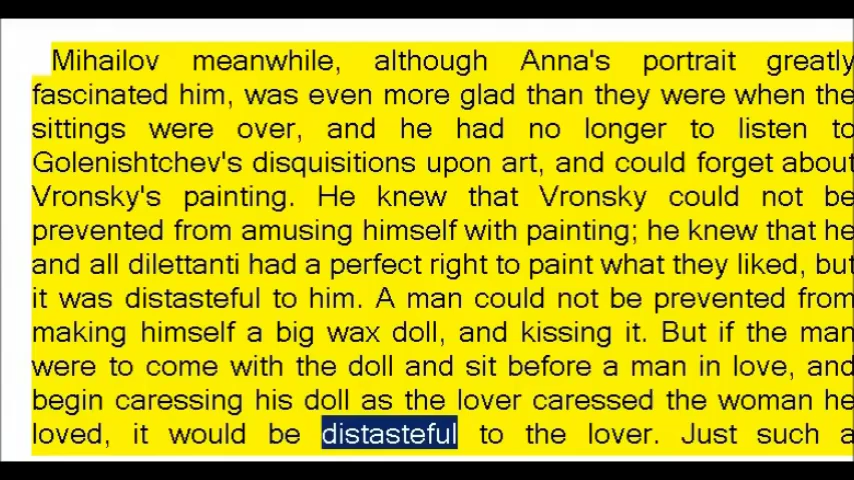 Mihailov meanwhile, although Anna's portrait greatly
fascinated him, was even more glad than they were when the
sittings were over, and he had no longer to listen to
Golenishtchev's disquisitions upon art, and could forget about
Vronsky's painting. He knew that Vronsky could not be
prevented from amusing himself with painting; he knew that he
and all dilettanti had a perfect right to paint what they liked, but
it was distasteful to him. A man could not be prevented from
making himself a big wax doll, and kissing it. But if the man
were to come with the doll and sit before a man in love, and
begin caressing his doll as the lover caressed the woman he
loved, it would be distasteful to the lover. Just such a